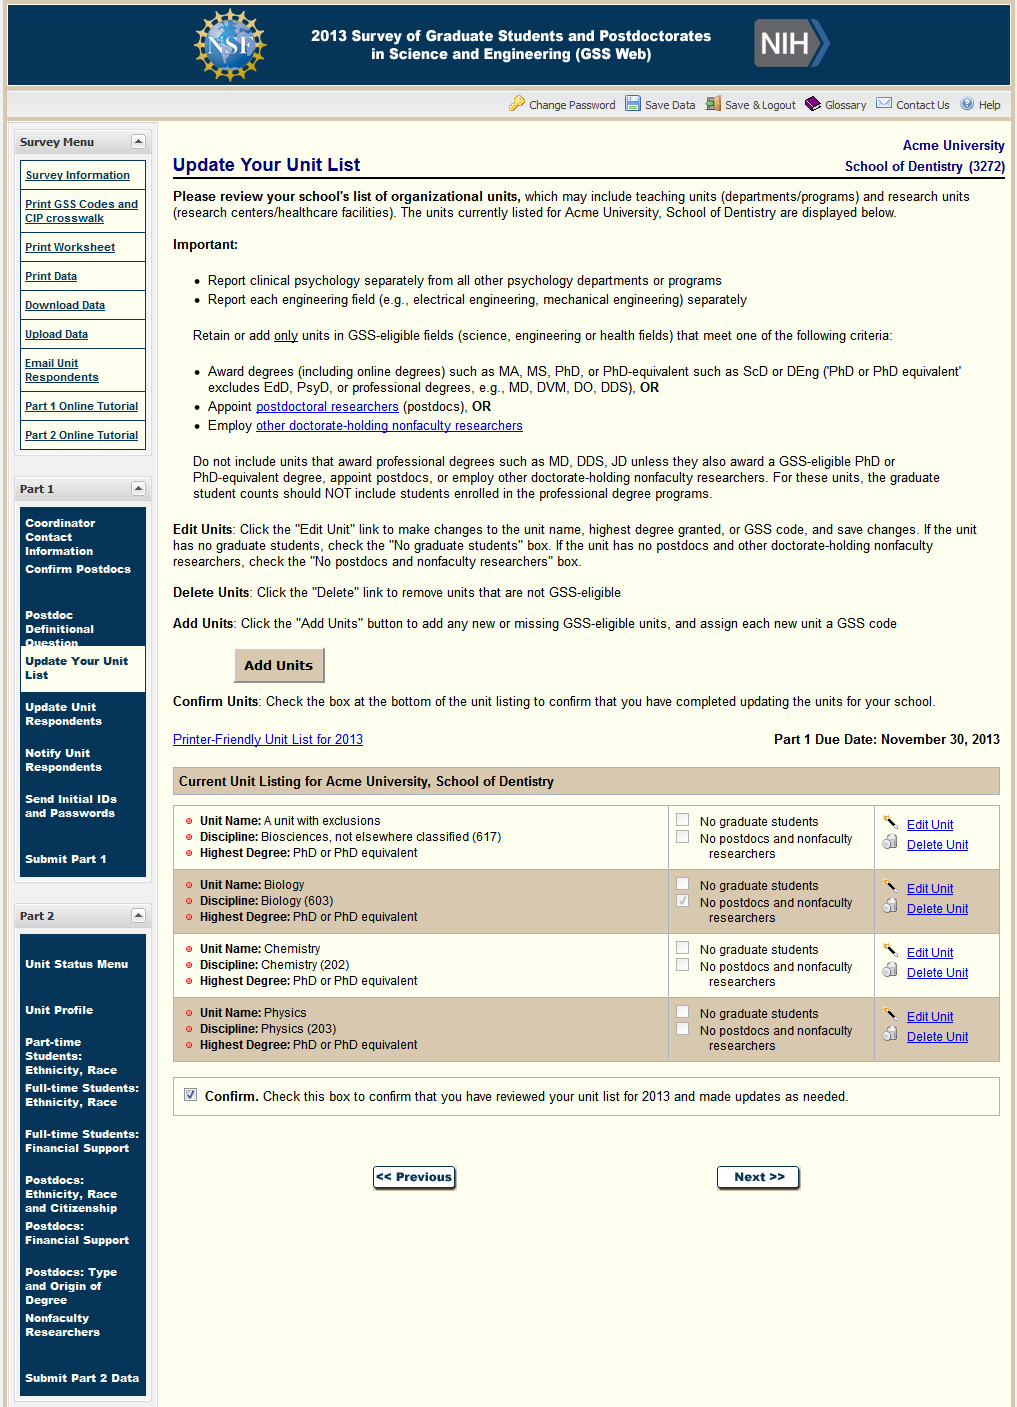 NSF
2013 Survey of Graduate Students and Postdoctorates
in Science and Engineering (GSS Web)
NIH
Change Password Save Data Save & Logout Glossary Contact Us Help
Survey Menu
Survey Information
Print GSS Codes and
CIP crosswalk
Print Worksheet
Print Data
Download Data
Upload Data
Email Unit
Respondents
Part 1 Online Tutorial
Part 2 Online Tutorial
Part 1
Coordinator
Contact
Information
Confirm Postdocs
Postdoc
Definitional
Question
Update Your Unit
List
Update Unit
Respondents
Notify Unit
Respondents
Send Initial IDs
and Passwords
Submit Part 1
Part 2
Unit Status Menu
Unit Profile
Part-time
Students:
Ethnicity, Race
Full-time Students:
Ethnicity, Race
Full-time Students:
Financial Support
Postdocs:
Ethnicity, Race
and Citizenship
Postdocs:
Financial Support
Postdocs: Type
and Origin of
Degree
Nonfaculty
Researchers
Submit Part 2 Data
Acme University
Update Your Unit List
School of Dentistry (3272)
Please review your school's list of organizational units, which may include teaching units (departments/programs) and research units
(research centers/healthcare facilities). The units currently listed for Acme University, School of Dentistry are displayed below.
Important:
• Report clinical psychology separately from all other psychology departments or programs
• Report each engineering field (e.g., electrical engineering, mechanical engineering) separately
Retain or add only units in GSS-eligible fields (science, engineering or health fields) that meet one of the following criteria:
• Award degrees (including online degrees) such as MA, MS, PhD, or PhD-equivalent such as ScD or DEng ('PhD or PhD equivalent'
excludes EdD, PsyD, or professional degrees, e.g., MD, DVM, DO, DDS), OR
• Appoint postdoctoral researchers (postdocs), OR
• Employ other doctorate-holding nonfaculty researchers
Do not include units that award professional degrees such as MD, DDS, JD unless they also award a GSS-eligible PhD or
PhD-equivalent degree, appoint postdocs, or employ other doctorate-holding nonfaculty researchers. For these units, the graduate
student counts should NOT include students enrolled in the professional degree programs.
Edit Units: Click the "Edit Unit" link to make changes to the unit name, highest degree granted, or GSS code, and save changes. If the unit
has no graduate students, check the "No graduate students" box. If the unit has no postdocs and other doctorate-holding nonfaculty
researchers, check the "No postdocs and nonfaculty researchers" box.
Delete Units: Click the "Delete" link to remove units that are not GSS-eligible
Add Units: Click the "Add Units" button to add any new or missing GSS-eligible units, and assign each new unit a GSS code
Add Units
Confirm Units: Check the box at the bottom of the unit listing to confirm that you have completed updating the units for your school.
Printer-Friendly Unit List for 2013 Part 1 Due Date: November 30, 2013
Current Unit Listing for Acme University, School of Dentistry
Unit Name: A unit with exclusions
Discipline: Biosciences, not elsewhere classified (617)
Highest Degree: PhD or PhD equivalent
No graduate students
No postdocs and nonfaculty
researchers
Edit Unit
Delete Unit
Unit Name: Biology
Discipline: Biology (603)
Highest Degree: PhD or PhD equivalent
No graduate students
No postdocs and nonfaculty
researchers
Edit Unit
Delete Unit
Unit Name: Chemistry
Discipline: Chemistry (202)
Highest Degree: PhD or PhD equivalent
No graduate students
No postdocs and nonfaculty
researchers
Edit Unit
Delete Unit
Unit Name: Physics
Discipline: Physics (203)
Highest Degree: PhD or PhD equivalent
No graduate students
No postdocs and nonfaculty
researchers
Edit Unit
Delete Unit
Confirm. Check this box to confirm that you have reviewed your unit list for 2013 and made updates as needed.
<< Previous Next >>